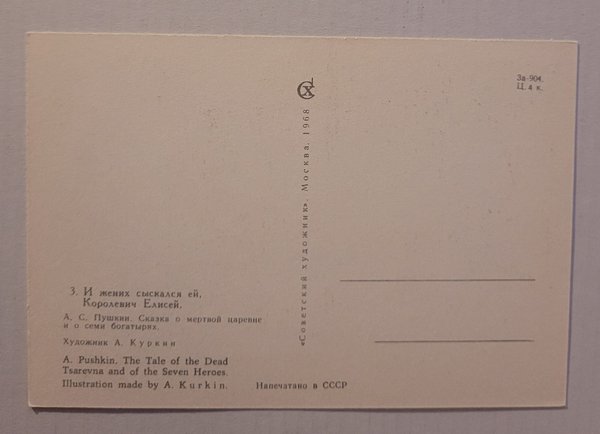 3. И жених сыскался ей,
Королевич Елисей.
А. С. Пушкин. Сказка о мертвой царевне
и о семи богатырях.
Художник А. Куркин
A. Pushkin. The Tale of the Dead
Tsarevna and of the Seven Heroes.
Illustration made by A. Kurkin.
Напечатано в СССР
«Советский художник». Москва. 1968
СХ
За-904.
Ц. 4 к.